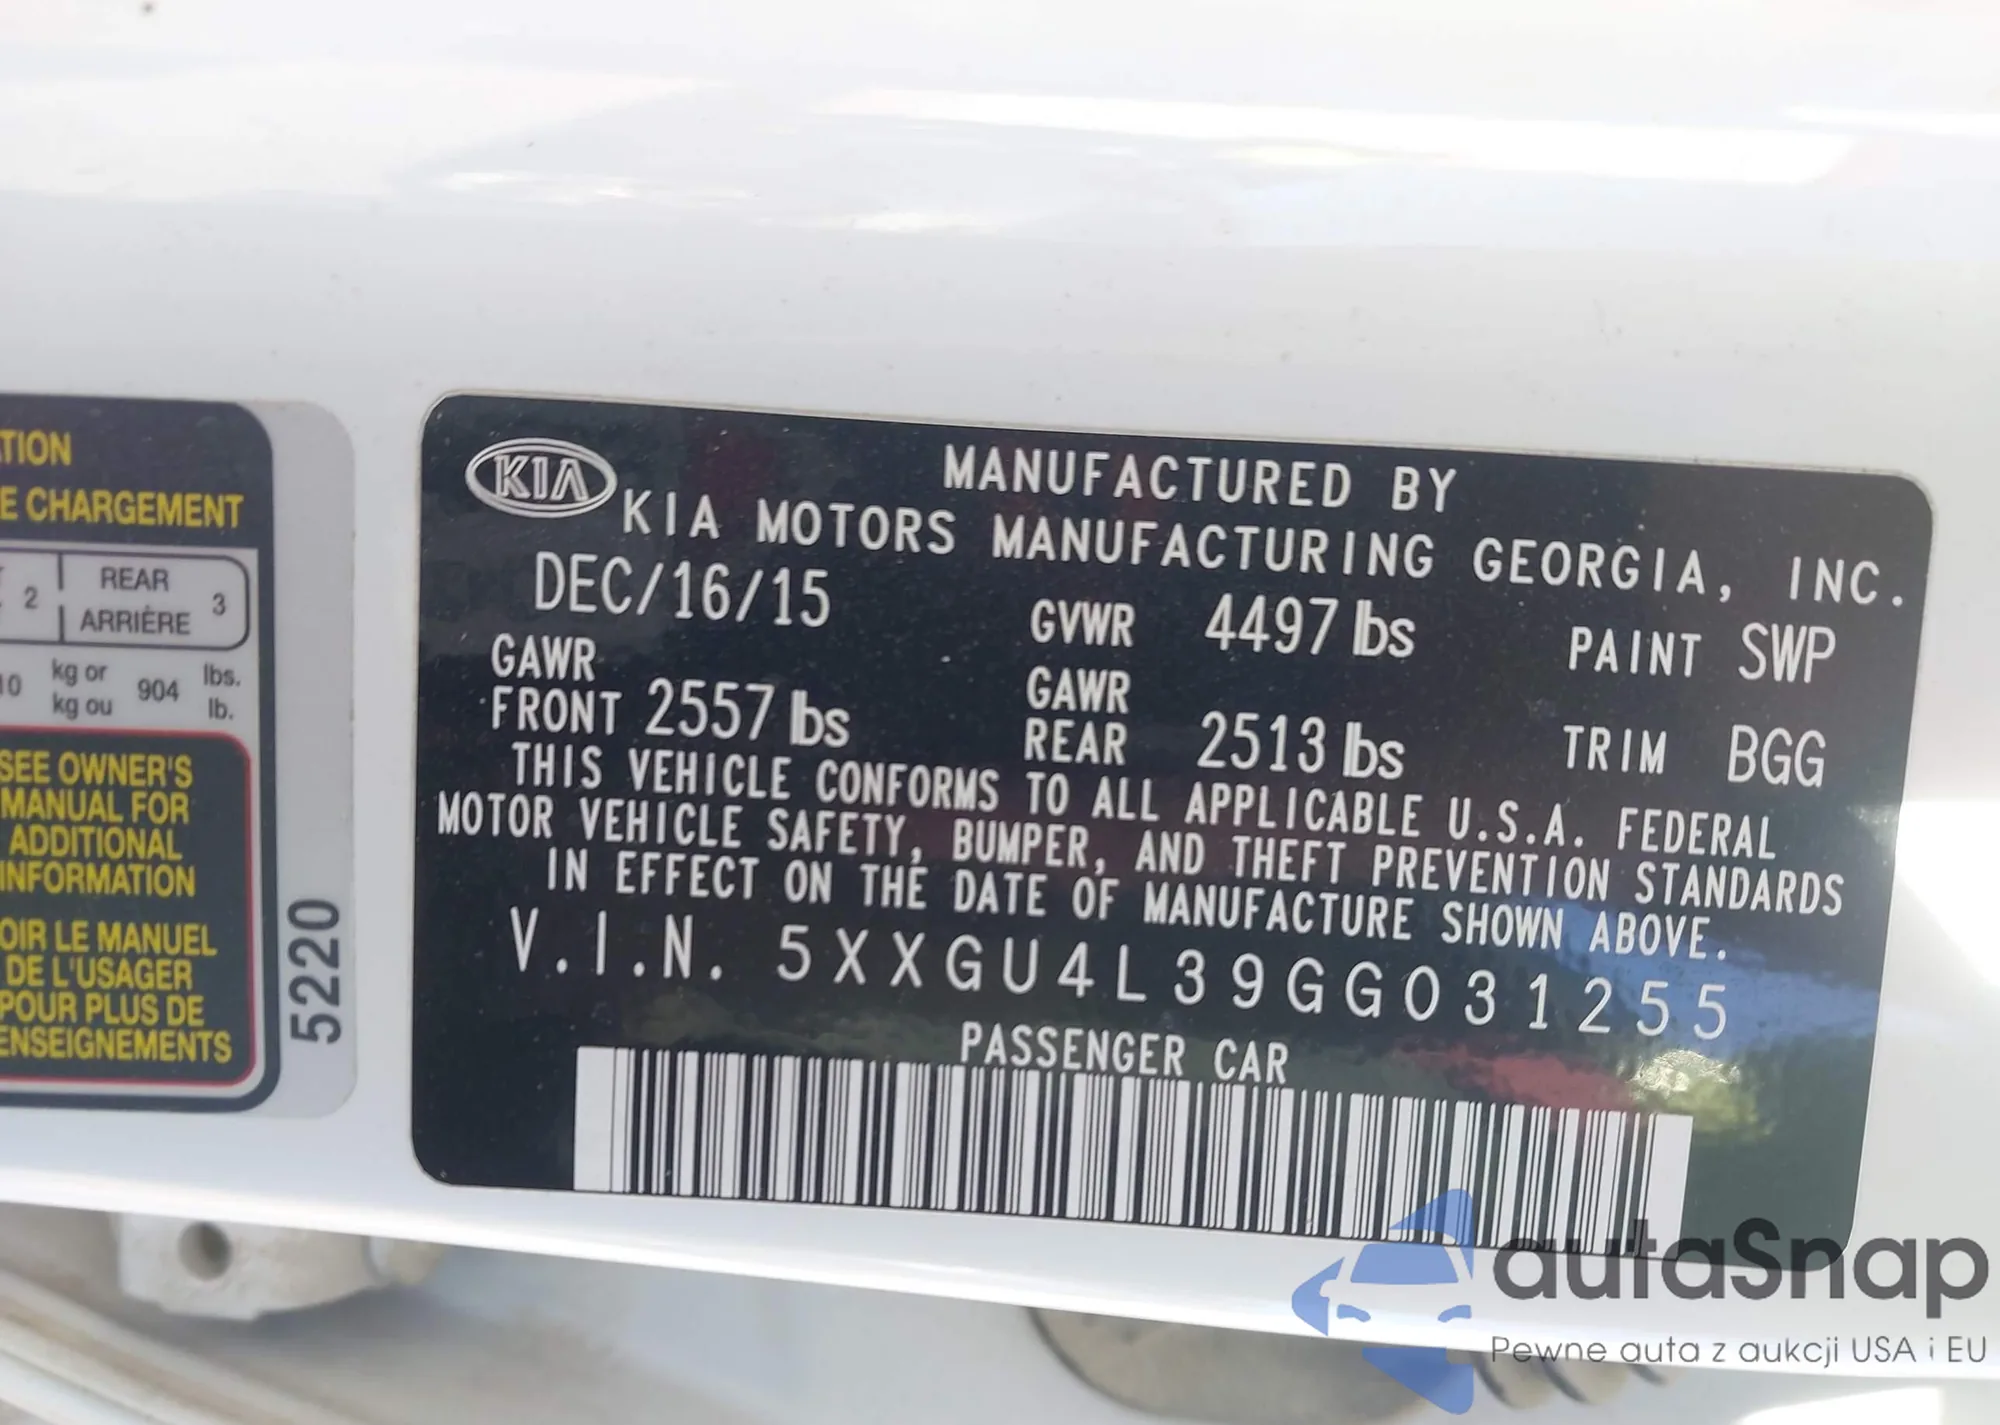 TION
E CHARGEMENT
2 REAR 3
ARRIÈRE
10 kg or 904 lbs.
kg ou lb.
SEE OWNER'S
MANUAL FOR
ADDITIONAL
INFORMATION
OIR LE MANUEL
DE L'USAGER
POUR PLUS DE
ENSEIGNEMENTS
5220
KIA
MANUFACTURED BY
KIA MOTORS MANUFACTURING GEORGIA, INC.
DEC/16/15 GVWR 4497 lbs PAINT SWP
GAWR FRONT 2557 lbs GAWR REAR 2513 lbs TRIM BGG
THIS VEHICLE CONFORMS TO ALL APPLICABLE U.S.A. FEDERAL
MOTOR VEHICLE SAFETY, BUMPER, AND THEFT PREVENTION STANDARDS
IN EFFECT ON THE DATE OF MANUFACTURE SHOWN ABOVE.
V.I.N. 5XXGU4L39GG031255
PASSENGER CAR
autaSnap
Pewne auta z aukcji USA i EU